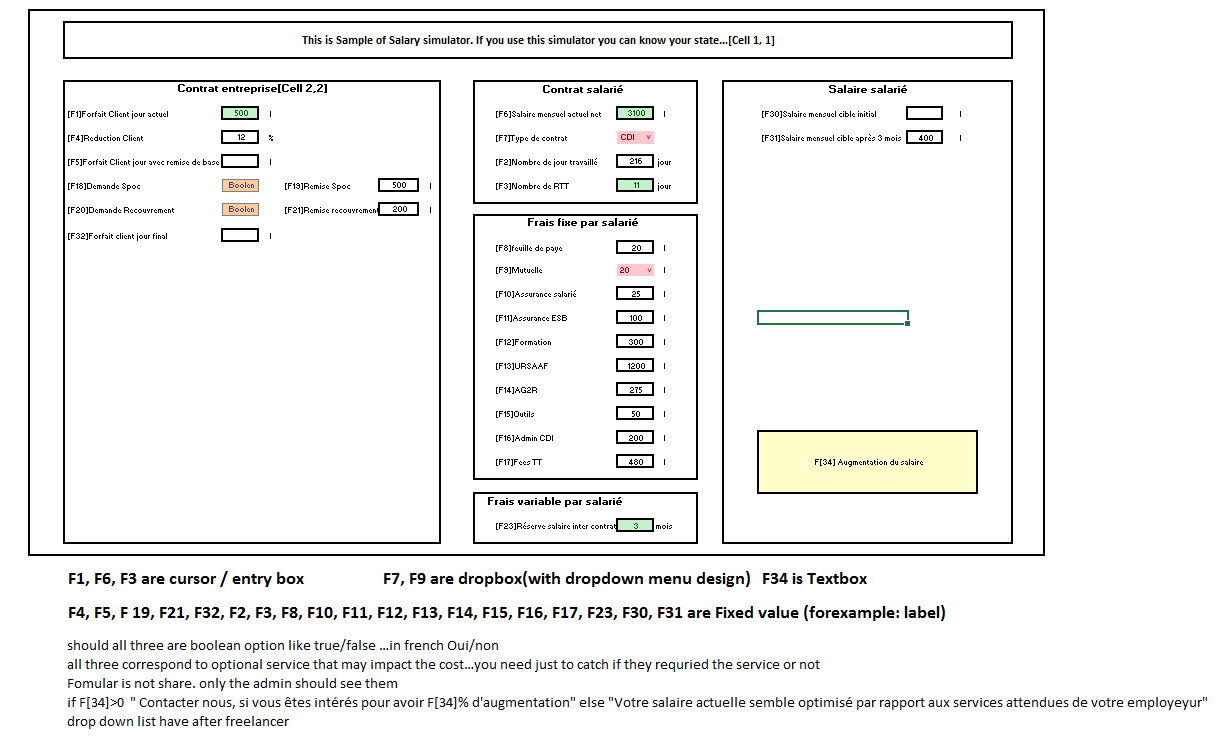 This is Sample of Salary simulator. If you use this simulator you can know your state...[Cell 1, 1]
Contrat entreprise[Cell 2,2]
[F1]Forfait Client jour actuel 500 I
[F4]Reduction Client 12 %
[F5]Forfait Client jour avec remise de base I
[F18]Demande Spoc Boolen [F19]Remise Spoc 500 I
[F20]Demande Recouvrement Boolen [F21]Remise recouvrement 200 I
[F32]Forfait client jour final I
Contrat salarié
[F6]Salaire mensuel actuel net 3100 I
[F7]Type de contrat CDI v
[F2]Nombre de jour travaillé 216 jour
[F3]Nombre de RTT 11 jour
Frais fixe par salarié
[F8]feuille de paye 20 I
[F9]Mutuelle 20 v I
[F10]Assurance salarié 25 I
[F11]Assurance ESB 100 I
[F12]Formation 300 I
[F13]URSAAF 1200 I
[F14]AG2R 275 I
[F15]Outils 50 I
[F16]Admin CDI 200 I
[F17]Fees TT 480 I
Frais variable par salarié
[F23]Réserve salaire inter contrat 3 mois
Salaire salarié
[F30]Salaire mensuel cible initial I
[F31]Salaire mensuel cible après 3 mois 400 I
F[34] Augmentation du salaire
F1, F6, F3 are cursor / entry box F7, F9 are dropbox(with dropdown menu design) F34 is Textbox
F4, F5, F 19, F21, F32, F2, F3, F8, F10, F11, F12, F13, F14, F15, F16, F17, F23, F30, F31 are Fixed value (forexample: label)
should all three are boolean option like true/false ...in french Oui/non
all three correspond to optional service that may impact the cost...you need just to catch if they requried the service or not
Fomular is not share. only the admin should see them
if F[34]>0 " Contacter nous, si vous êtes intérés pour avoir F[34]% d'augmentation" else "Votre salaire actuelle semble optimisé par rapport aux services attendues de votre employeyur"
drop down list have after freelancer